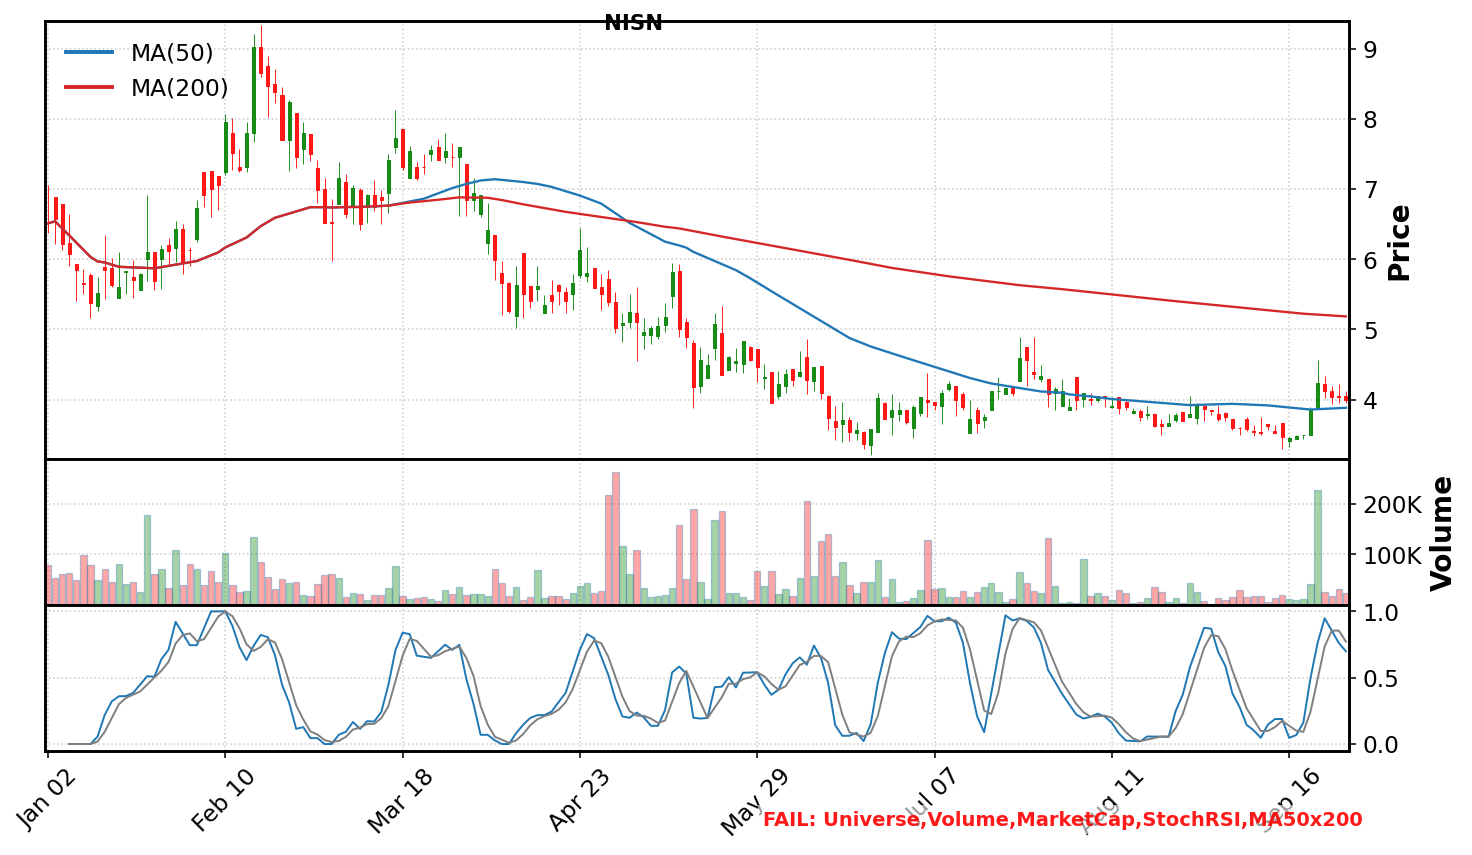 NISN
MA(50)
MA(200)
9
8
7
6
5
4
Price
200K
100K
Volume
1.0
0.5
0.0
Jan 02
Feb 10
Mar 18
Apr 23
May 29
Jul 07
Aug 11
Sep 16
FAIL: Universe,Volume,MarketCap,StochRSI,MA50x200